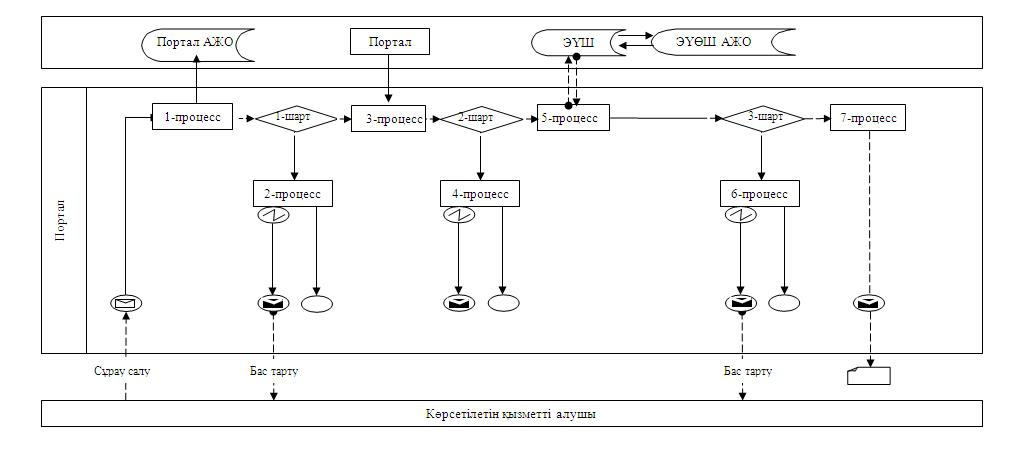 Портал АЖО
Портал
ЭҮШ
ЭҮӨШ АЖО
Портал
1-процесс
1-шарт
3-процесс
2-шарт
5-процесс
3-шарт
7-процесс
2-процесс
4-процесс
6-процесс
Сұрау салу
Бас тарту
Бас тарту
Көрсетілетін қызметті алушы